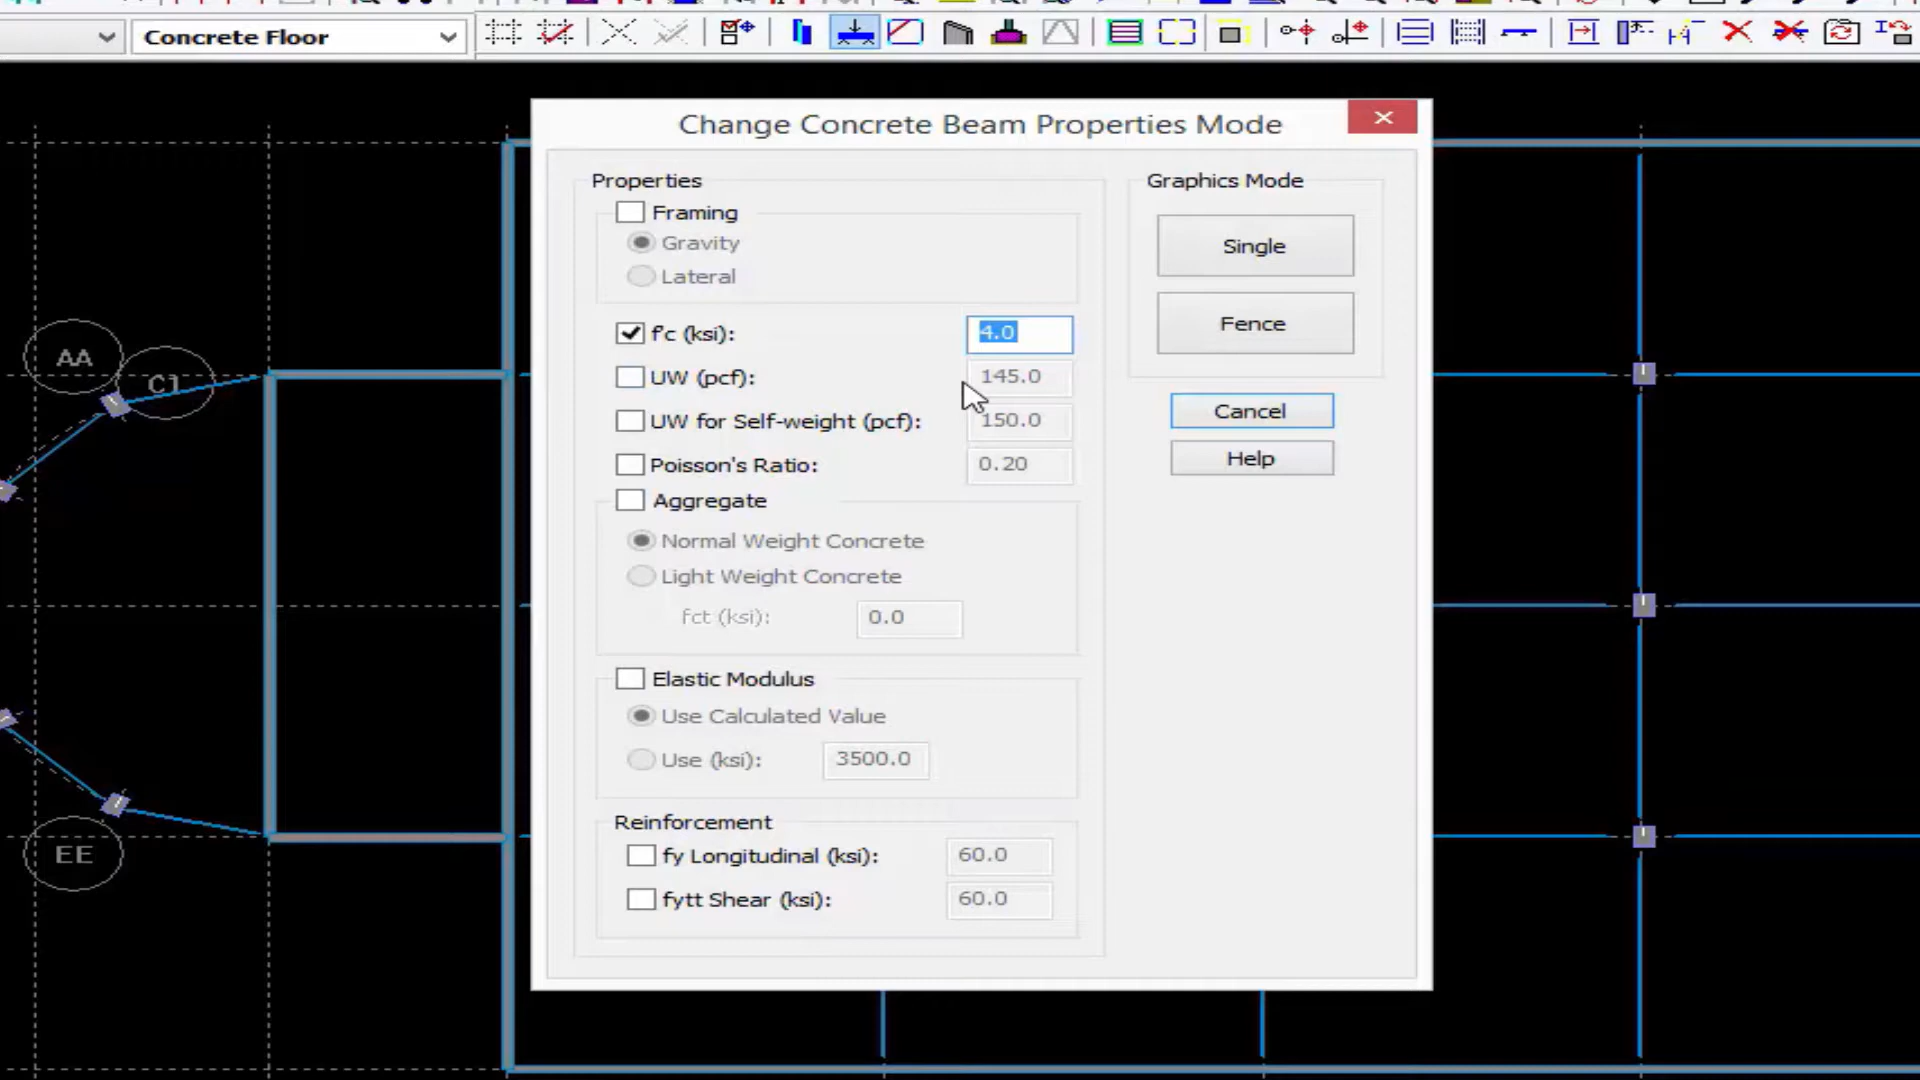 Concrete Floor
Change Concrete Beam Properties Mode
Properties
Framing
Gravity
Lateral
f'c (ksi): 4.0
UW (pcf): 145.0
UW for Self-weight (pcf): 150.0
Poisson's Ratio: 0.20
Aggregate
Normal Weight Concrete
Light Weight Concrete
fct (ksi): 0.0
Elastic Modulus
Use Calculated Value
Use (ksi): 3500.0
Reinforcement
fy Longitudinal (ksi): 60.0
fytt Shear (ksi): 60.0
Graphics Mode
Single
Fence
Cancel
Help
AA
C1
EE